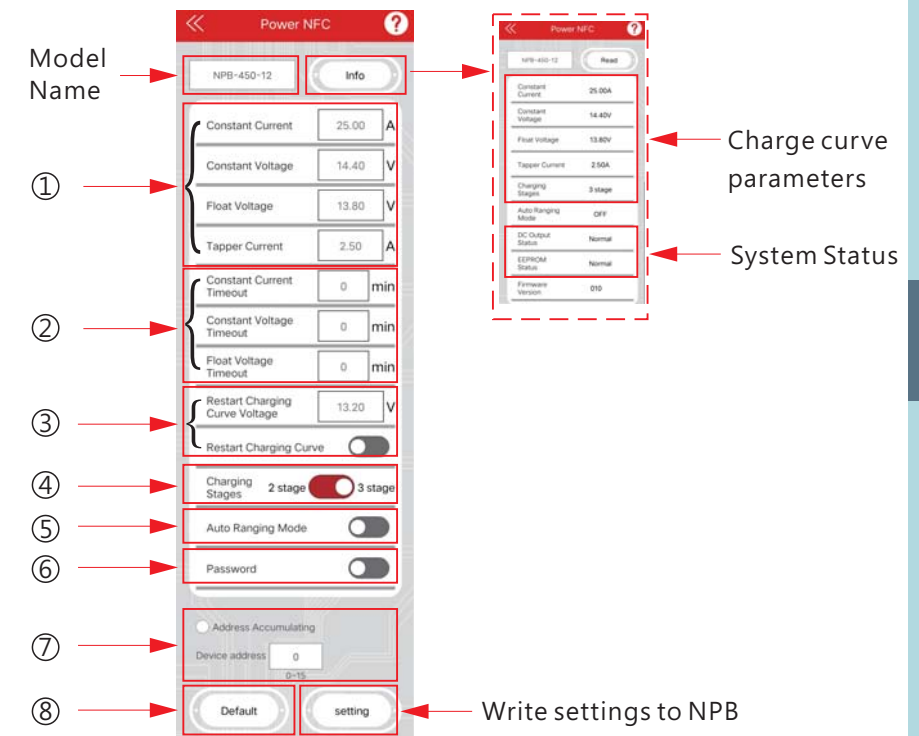 Power NFC
?
Model
Name
NPB-450-12
Info
①
Constant Current 25.00 A
Constant Voltage 14.40 V
Float Voltage 13.80 V
Tapper Current 2.50 A
②
Constant Current
Timeout 0 min
Constant Voltage
Timeout 0 min
Float Voltage
Timeout 0 min
③
Restart Charging
Curve Voltage 13.20 V
Restart Charging Curve
④
Charging
Stages 2 stage 3 stage
⑤
Auto Ranging Mode
⑥
Password
⑦
Address Accumulating
Device address 0
0-15
⑧
Default
setting
Write settings to NPB
Power NFC
?
NPB-450-12
Read
Constant
Current 25.00A
Constant
Voltage 14.40V
Float Voltage 13.80V
Tapper Current 2.50A
Charging
Stages 3 stage
Auto Ranging
Mode OFF
DC Output
Status Normal
EEPROM
Status Normal
Firmware
Version 010
Charge curve
parameters
System Status